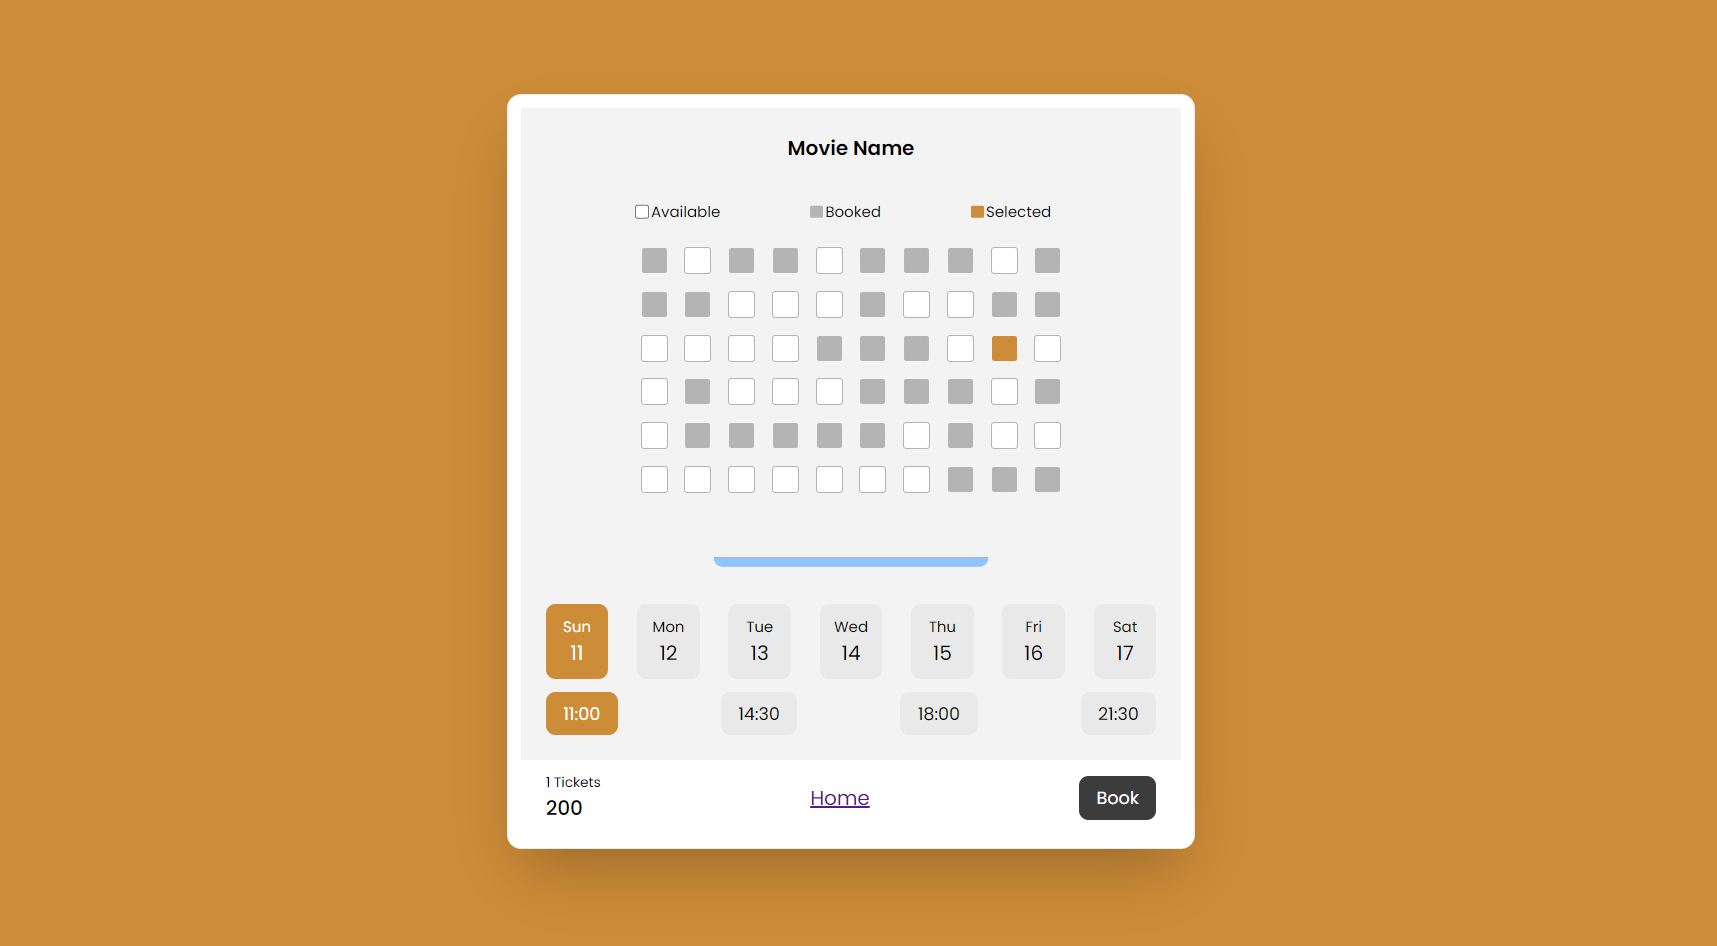 Movie Name
Available Booked Selected
Sun Mon Tue Wed Thu Fri Sat
11 12 13 14 15 16 17
11:00 14:30 18:00 21:30
1 Tickets
200
Home
Book